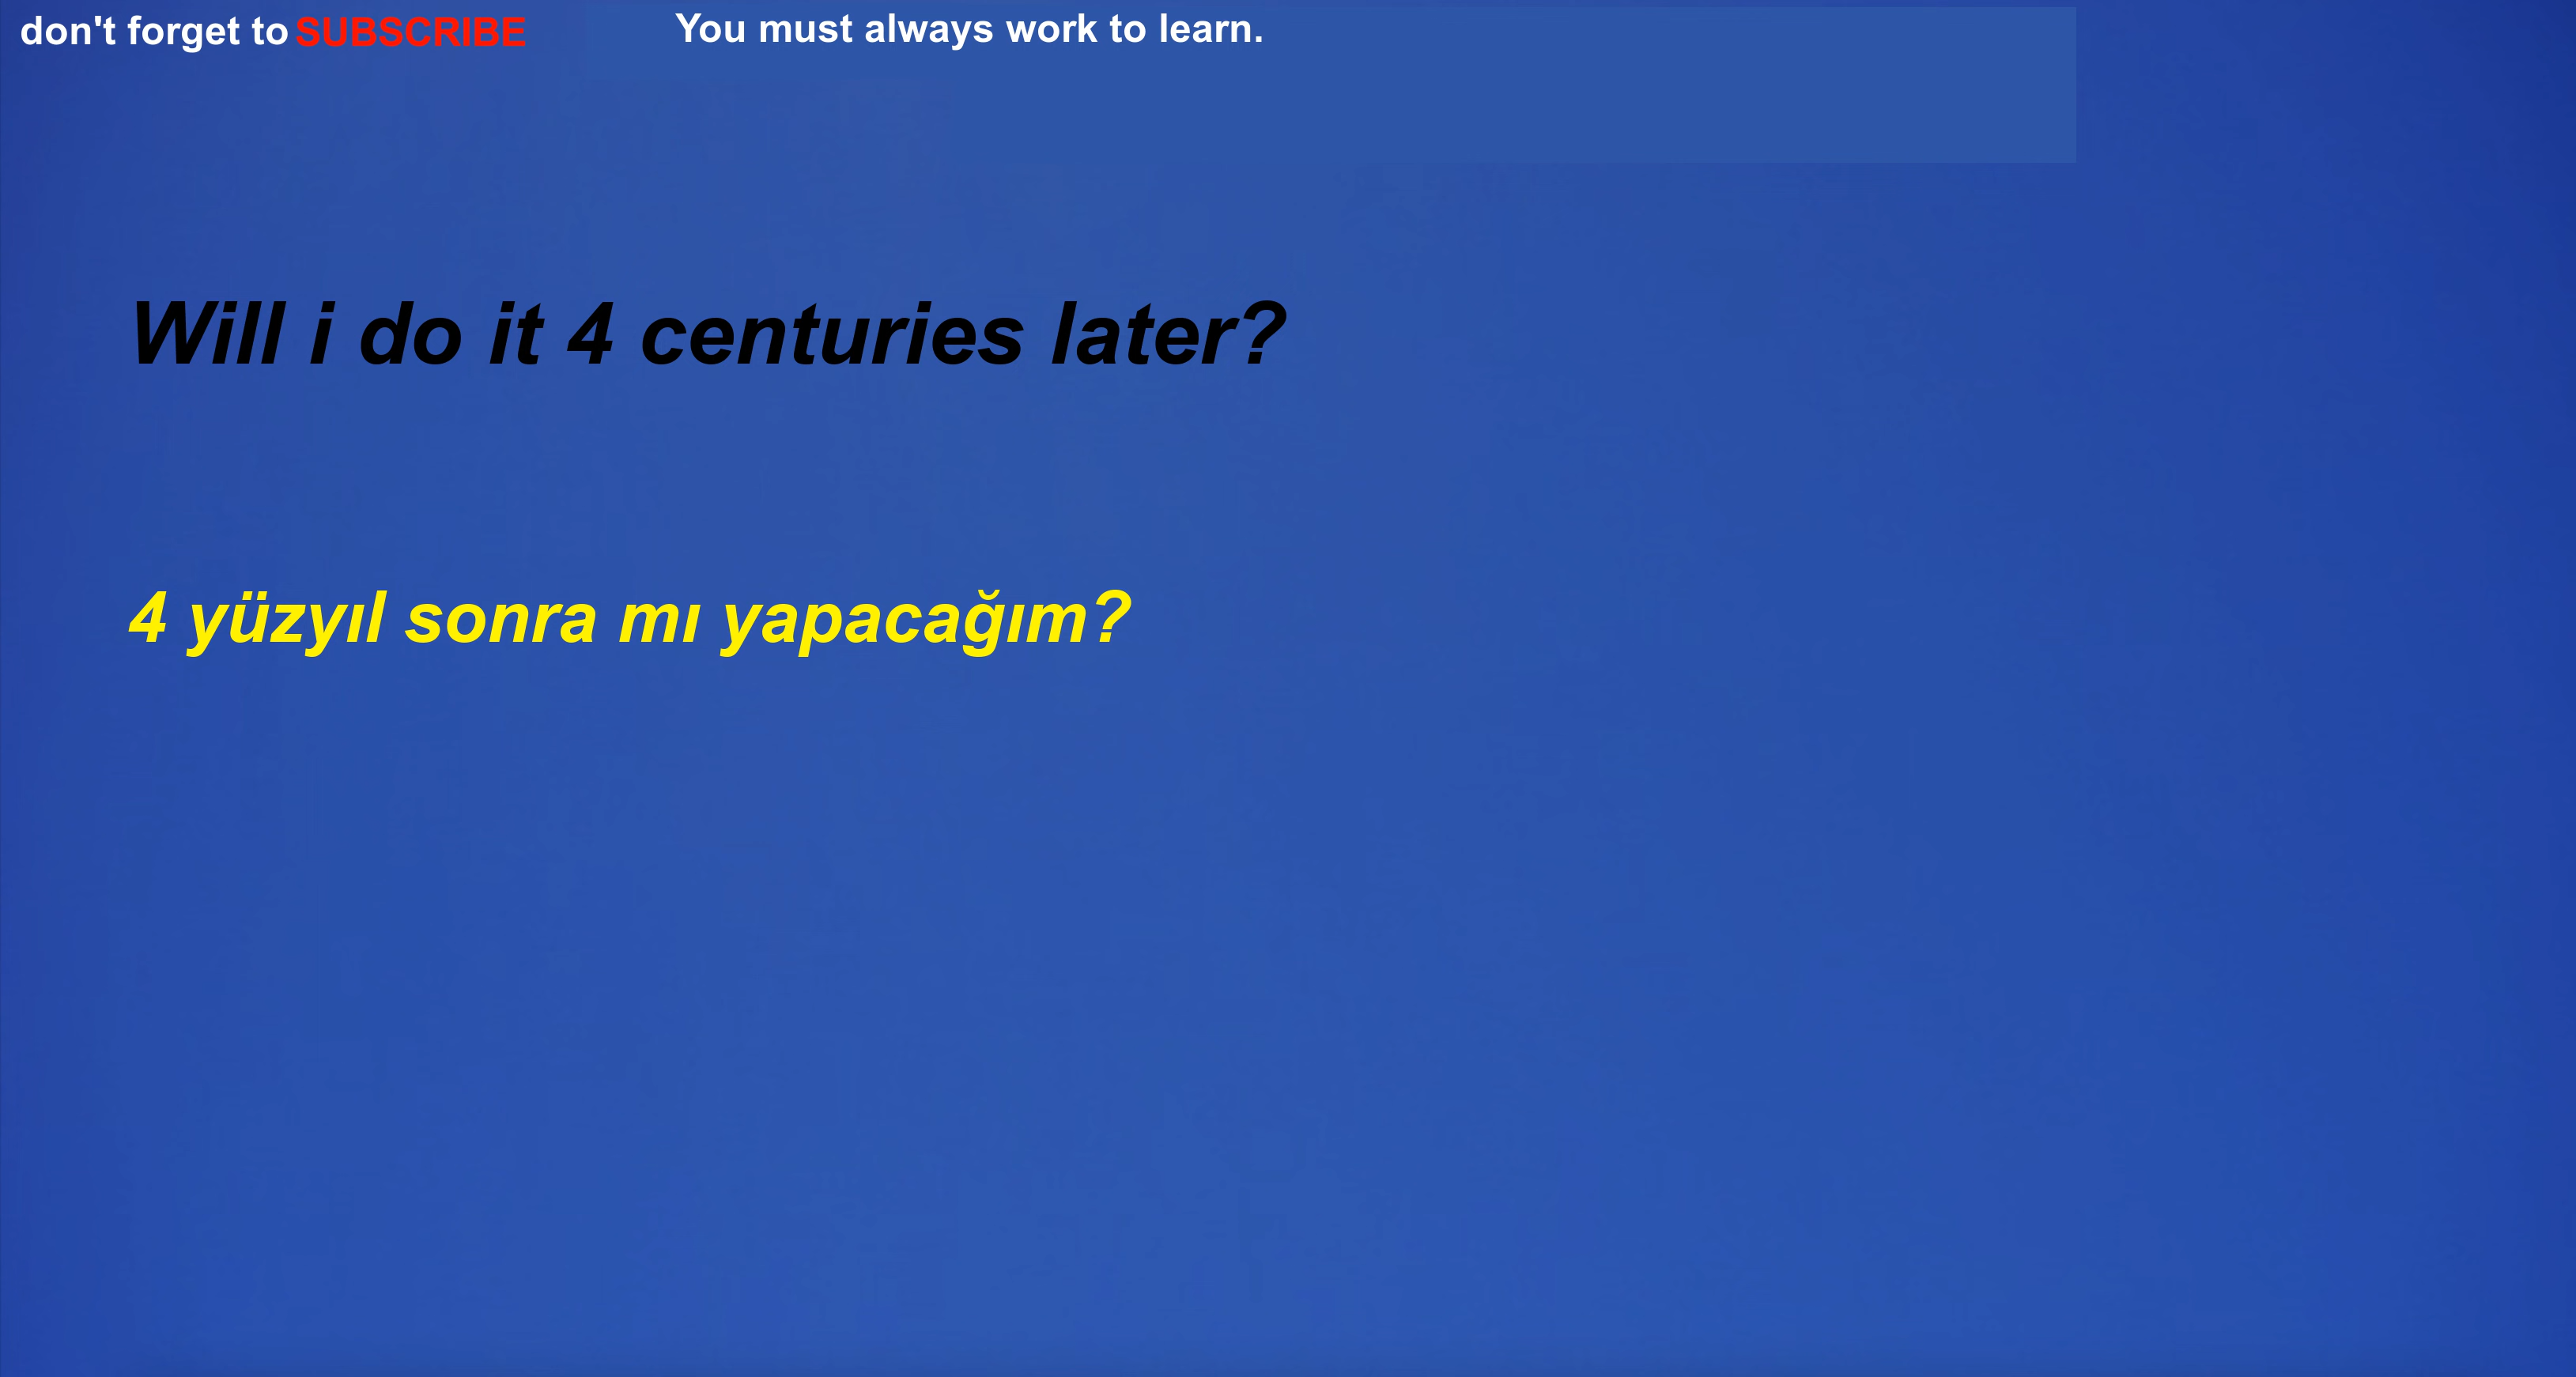 don't forget to SUBSCRIBE
You must always work to learn.
Will i do it 4 centuries later?
4 yüzyıl sonra mı yapacağım?